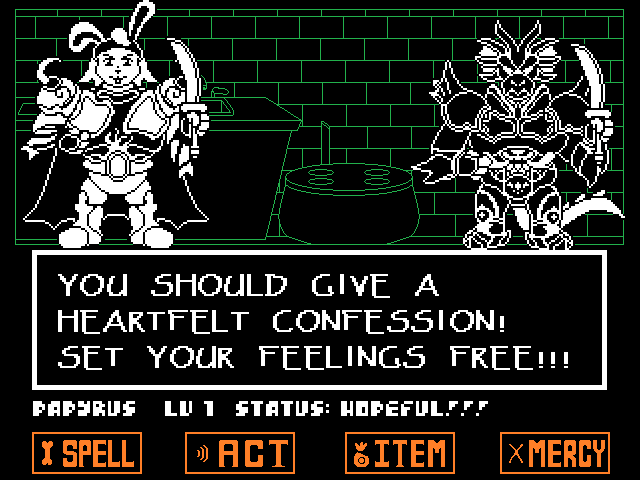 YOU SHOULD GIVE A
HEARTFELT CONFESSION!
SET YOUR FEELINGS FREE!!!
PAPYRUS LV 1 STATUS: HOPEFUL!!!
SPELL ACT ITEM MERCY